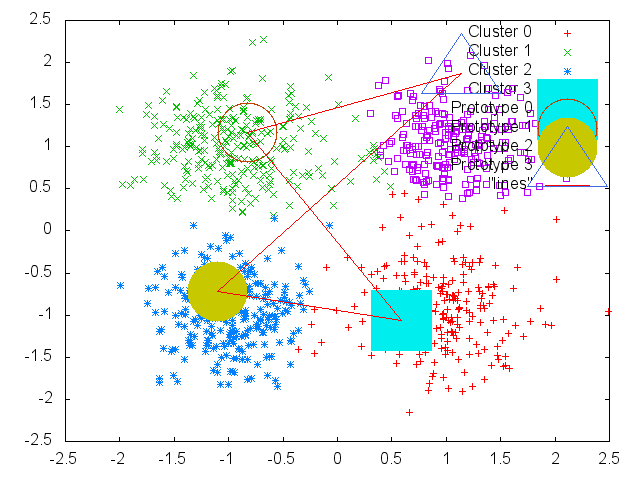 2.5
2
1.5
1
0.5
0
-0.5
-1
-1.5
-2
-2.5
-2.5
-2
-1.5
-1
-0.5
0
0.5
1
1.5
2
2.5
Cluster 0
Cluster 1
Cluster 2
Cluster 3
Prototype 0
Prototype 1
Prototype 2
Prototype 3
"lines"